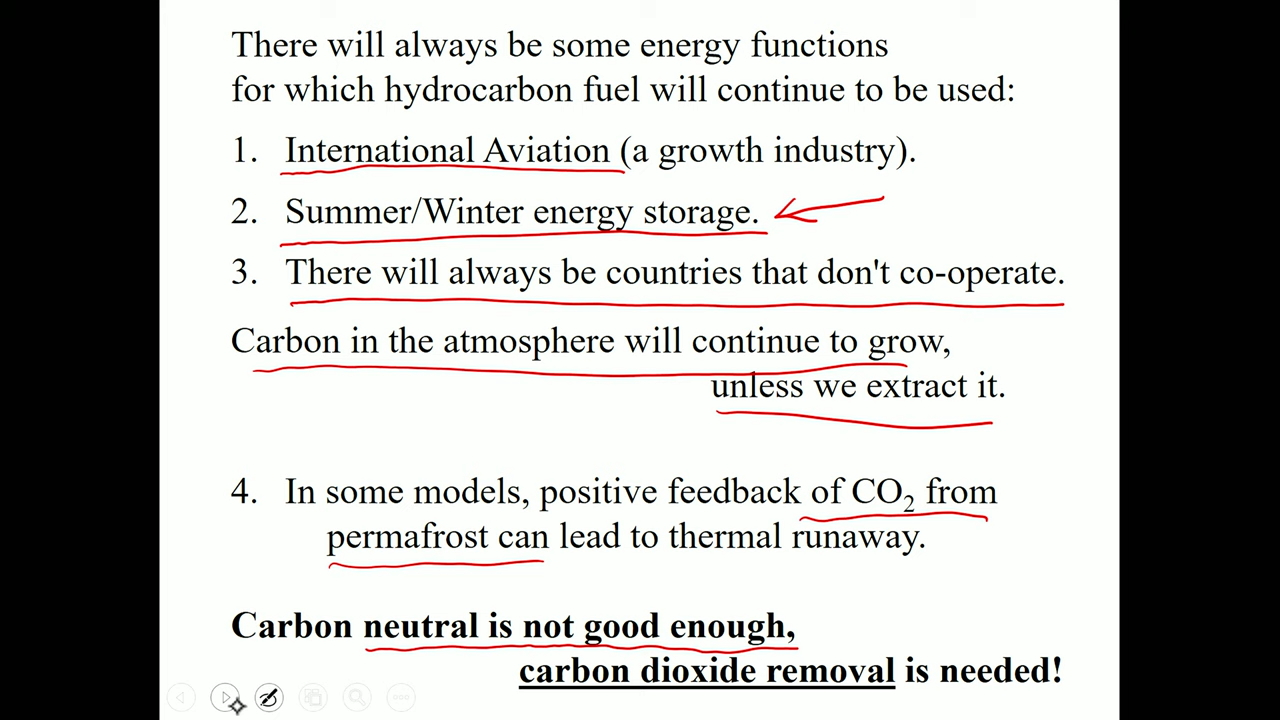 There will always be some energy functions
for which hydrocarbon fuel will continue to be used:
1. International Aviation (a growth industry).
2. Summer/Winter energy storage.
3. There will always be countries that don't co-operate.
Carbon in the atmosphere will continue to grow,
unless we extract it.
4. In some models, positive feedback of CO₂ from
permafrost can lead to thermal runaway.
Carbon neutral is not good enough,
carbon dioxide removal is needed!